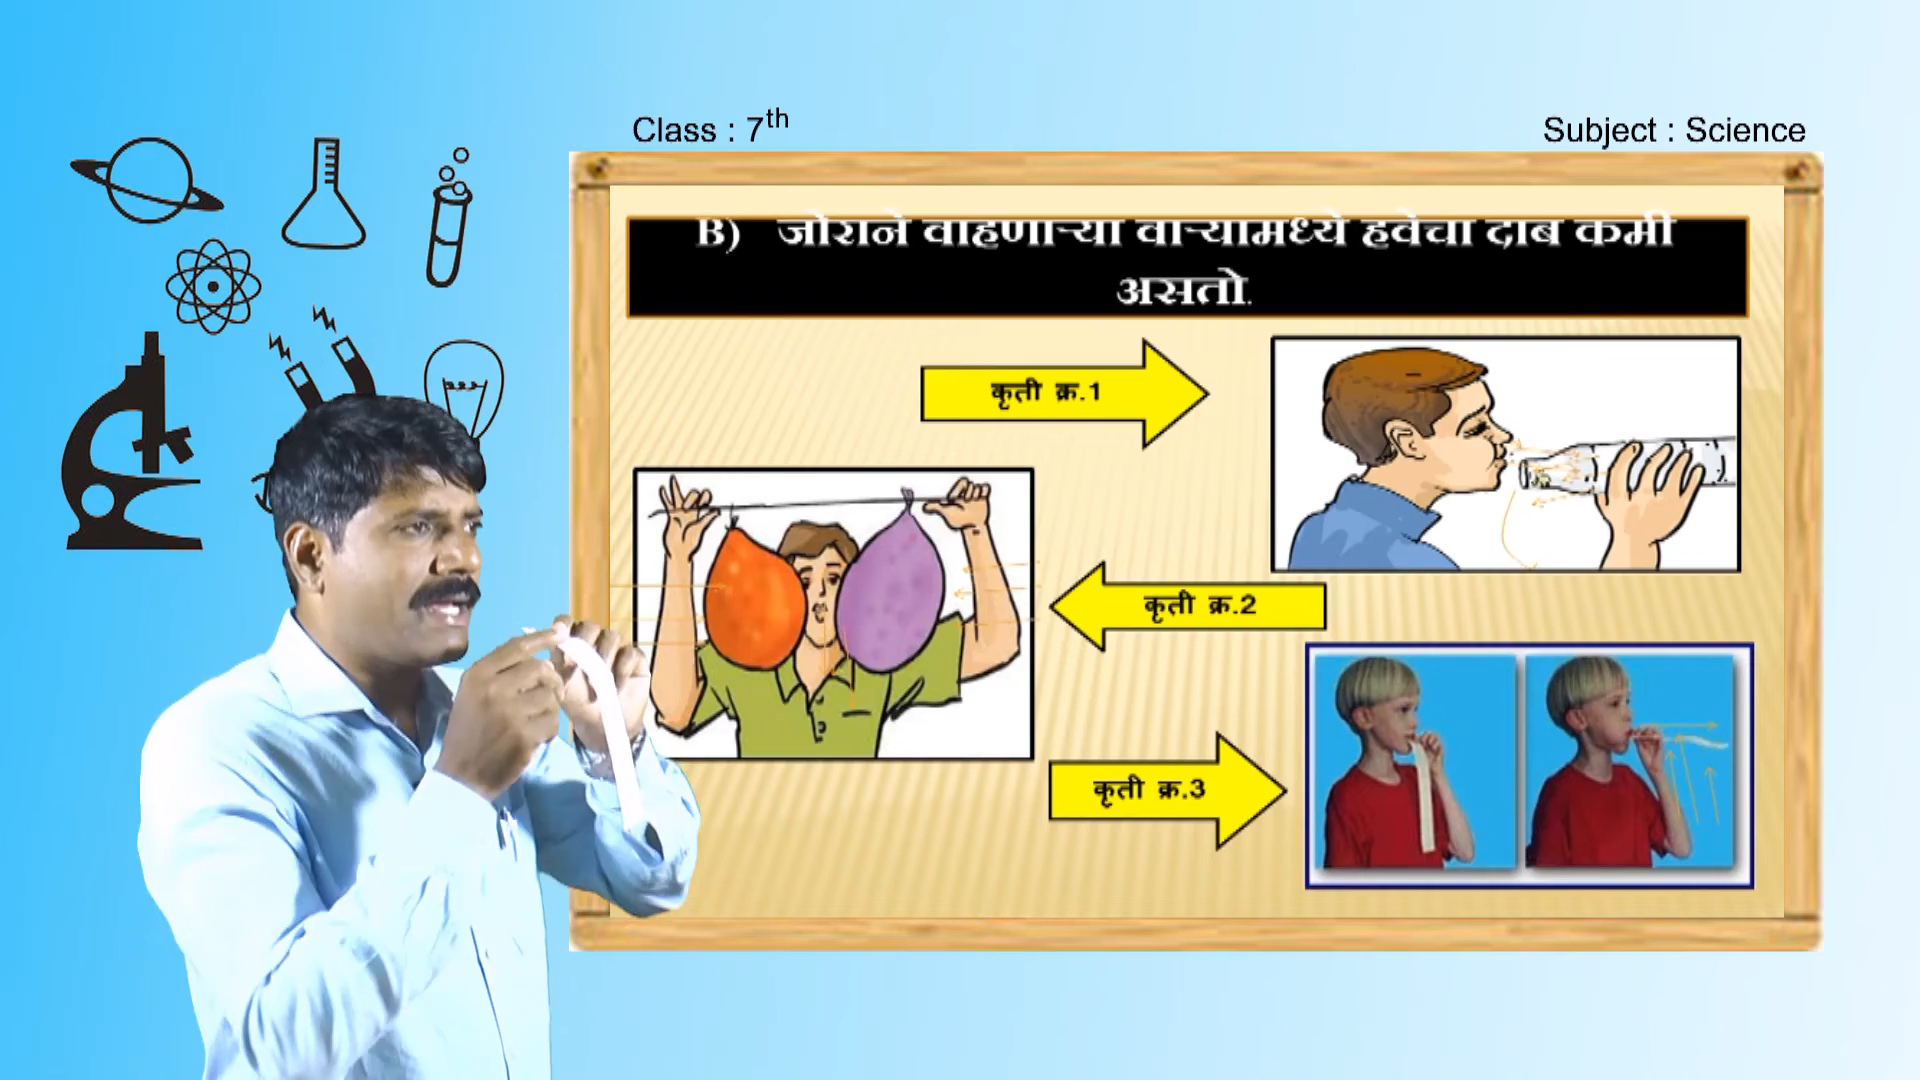 Class : 7th
Subject : Science
B) जोराने वाहणाऱ्या वाऱ्यामध्ये हवेचा दाब कमी
असतो.
कृती क्र.1
कृती क्र.2
कृती क्र.3